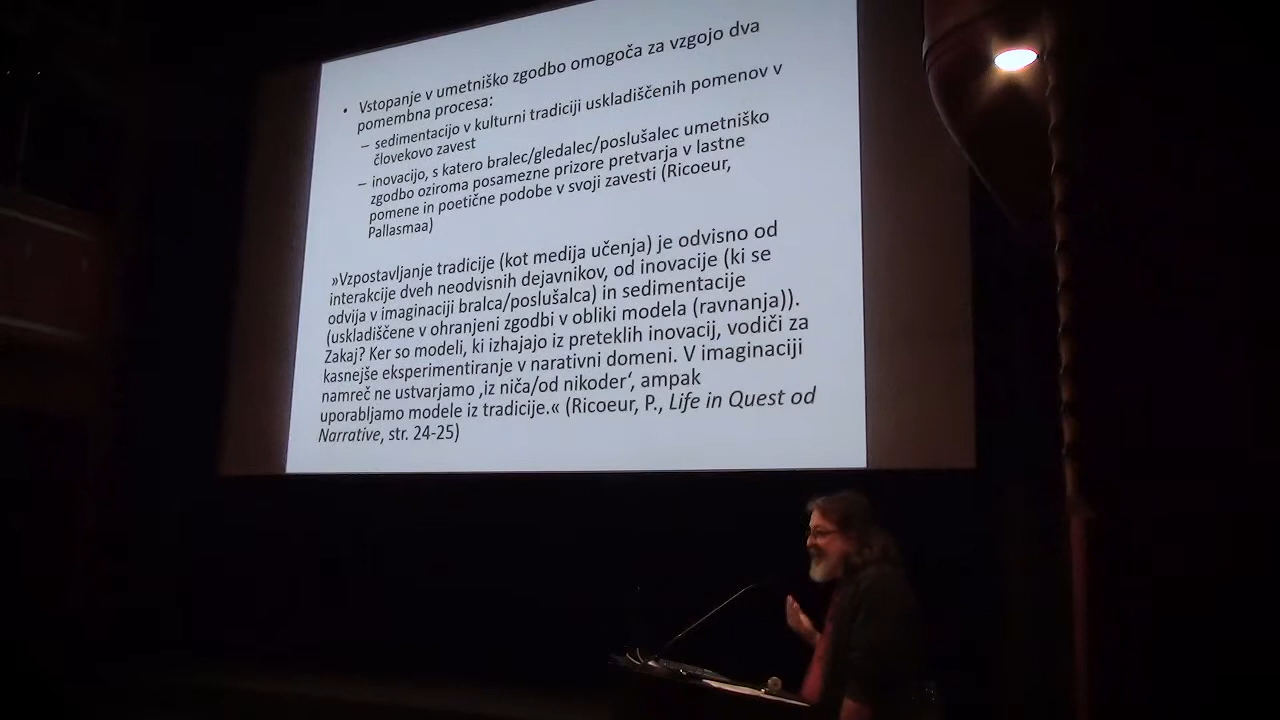 • Vstopanje v umetniško zgodbo omogoča za vzgojo dva
pomembna procesa:
– sedimentacijo v kulturni tradiciji uskladiščenih pomenov v
človekovo zavest
– inovacijo, s katero bralec/gledalec/poslušalec umetniško
zgodbo oziroma posamezne prizore pretvarja v lastne
pomene in poetične podobe v svoji zavesti (Ricoeur,
Pallasmaa)
»Vzpostavljanje tradicije (kot medija učenja) je odvisno od
interakcije dveh neodvisnih dejavnikov, od inovacije (ki se
odvija v imaginaciji bralca/poslušalca) in sedimentacije
(uskladiščene v ohranjeni zgodbi v obliki modela (ravnanja)).
Zakaj? Ker so modeli, ki izhajajo iz preteklih inovacij, vodiči za
kasnejše eksperimentiranje v narativni domeni. V imaginaciji
namreč ne ustvarjamo ‚iz niča/od nikoder‘, ampak
uporabljamo modele iz tradicije.« (Ricoeur, P., Life in Quest od
Narrative, str. 24-25)